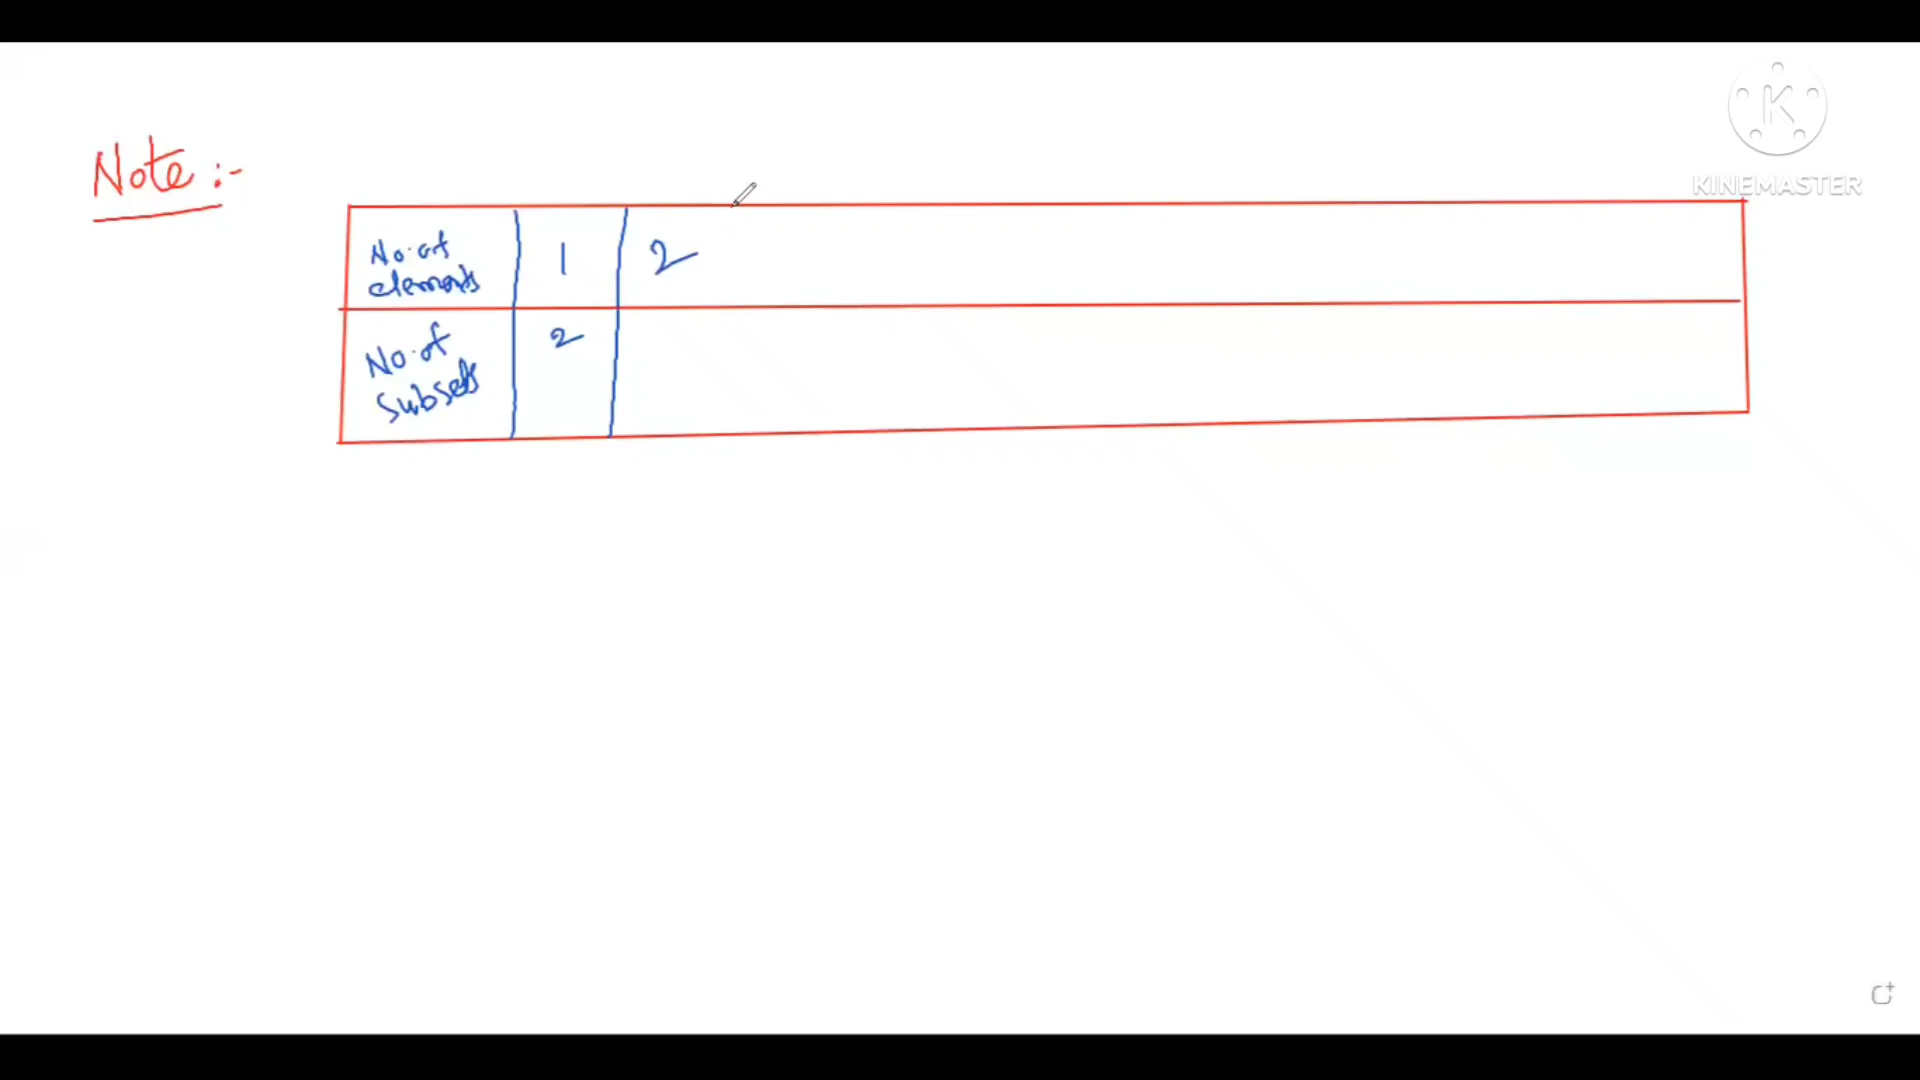 Note :-
KINEMASTER
No. of 1 2
elements
No. of 2
subsets